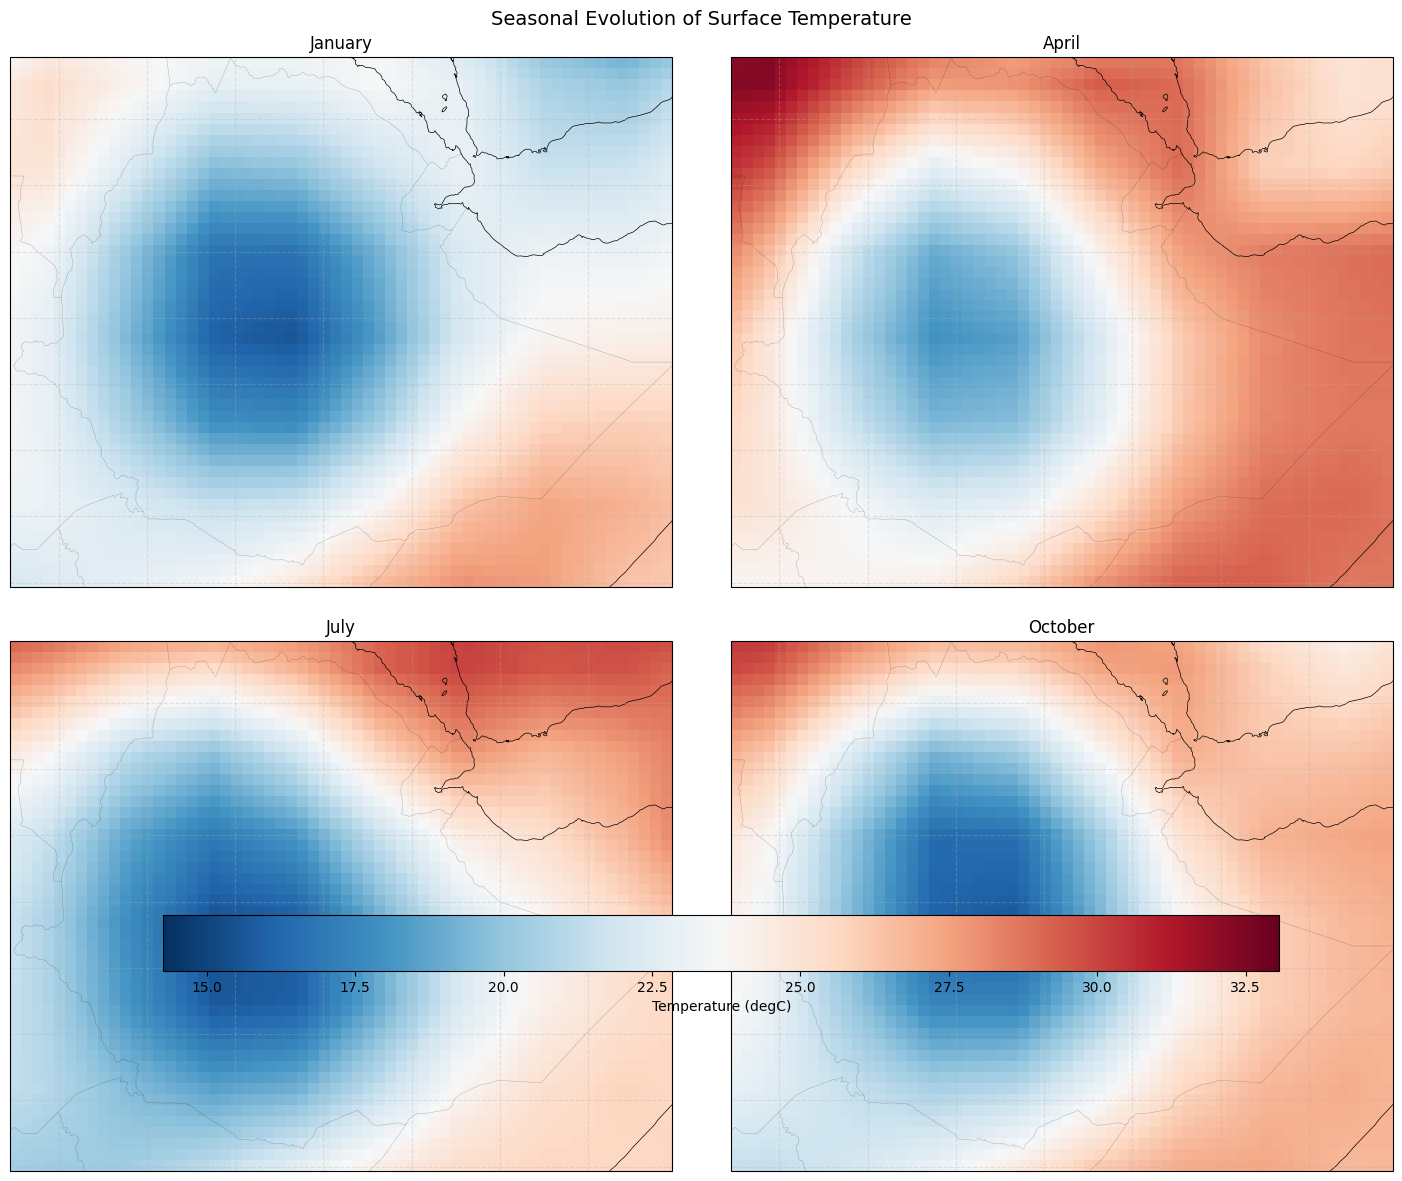 Seasonal Evolution of Surface Temperature
January
April
July
October
15.0 17.5 20.0 22.5 25.0 27.5 30.0 32.5
Temperature (degC)